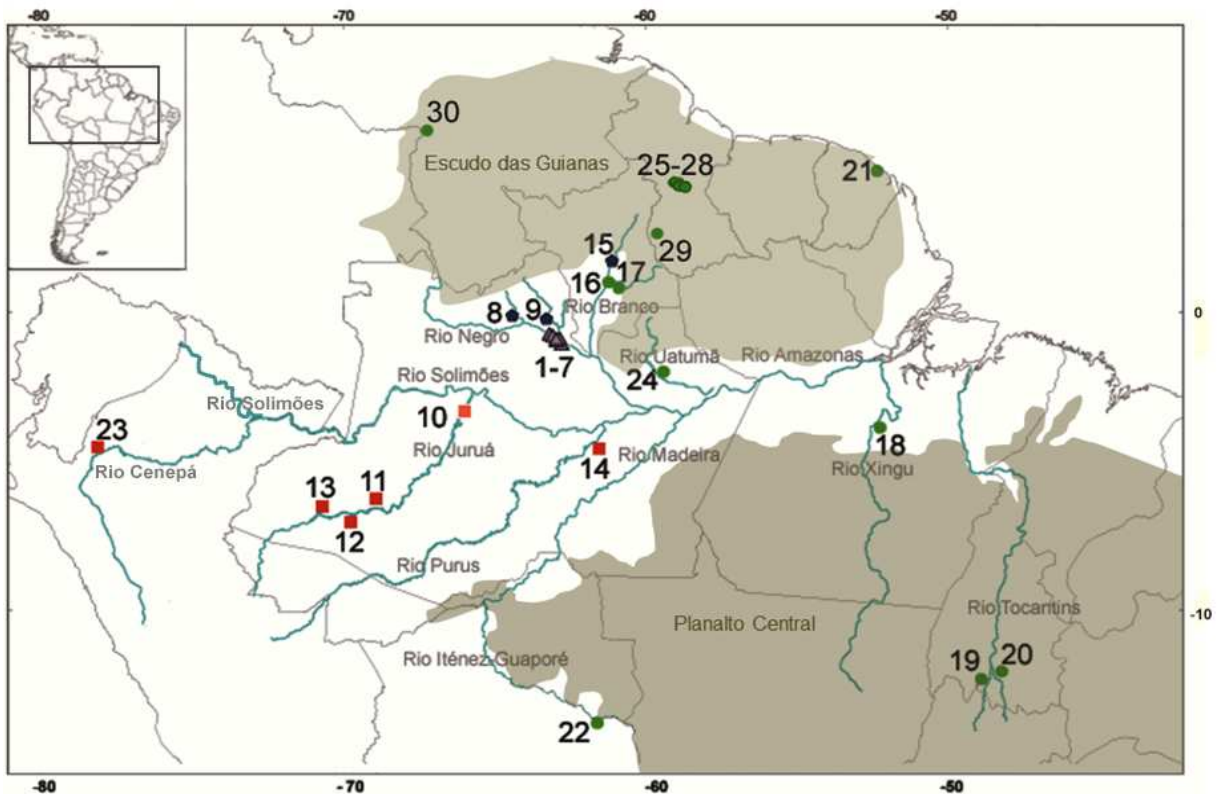 -80 -70 -60 -50
30
Escudo das Guianas
25-28
21
15
29
17
16
Rio Branco
8
9
0
Rio Negro
1-7
Rio Uatumã
Rio Amazonas
24
Rio Solimões
Rio Solimões
10
23
18
Rio Juruá
Rio Madeira
Rio Cenepá
14
Rio Xingu
11
13
12
Rio Purus
Rio Tocantins
-10
Planalto Central
Rio Iténez-Guaporé
19
20
22
-80 -70 -60 -50